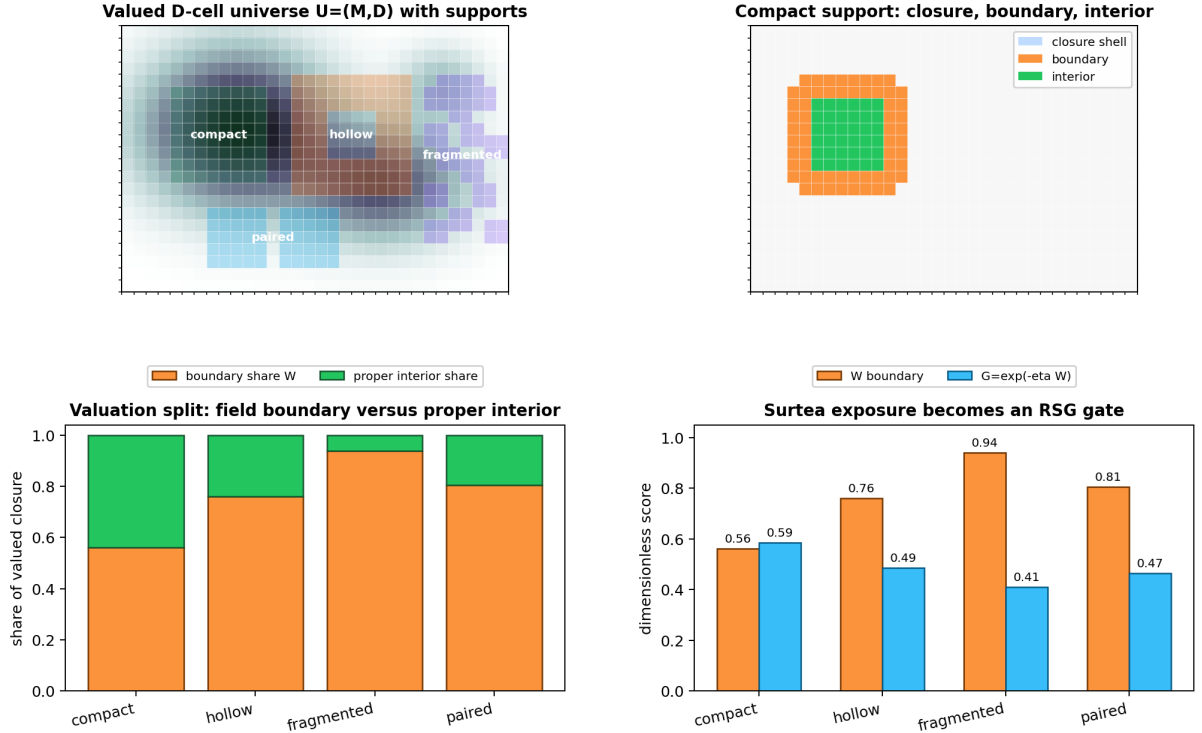 Valued D-cell universe U=(M,D) with supports
compact
hollow
fragmented
paired
Compact support: closure, boundary, interior
closure shell
boundary
interior
boundary share W
proper interior share
Valuation split: field boundary versus proper interior
share of valued closure
1.0
0.8
0.6
0.4
0.2
0.0
compact
hollow
fragmented
paired
W boundary
G=exp(-eta W)
Surtea exposure becomes an RSG gate
dimensionless score
1.0
0.8
0.6
0.4
0.2
0.0
0.56
0.59
0.76
0.49
0.94
0.41
0.81
0.47
compact
hollow
fragmented
paired